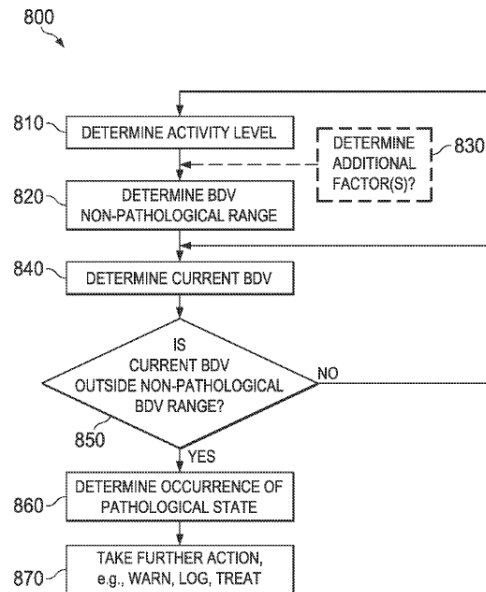 800
810
DETERMINE ACTIVITY LEVEL
DETERMINE
ADDITIONAL
FACTOR(S)?
830
820
DETERMINE BDV
NON-PATHOLOGICAL RANGE
840
DETERMINE CURRENT BDV
IS
CURRENT BDV
OUTSIDE NON-PATHOLOGICAL
BDV RANGE?
NO
850
YES
860
DETERMINE OCCURRENCE OF
PATHOLOGICAL STATE
870
TAKE FURTHER ACTION,
e.g., WARN, LOG, TREAT